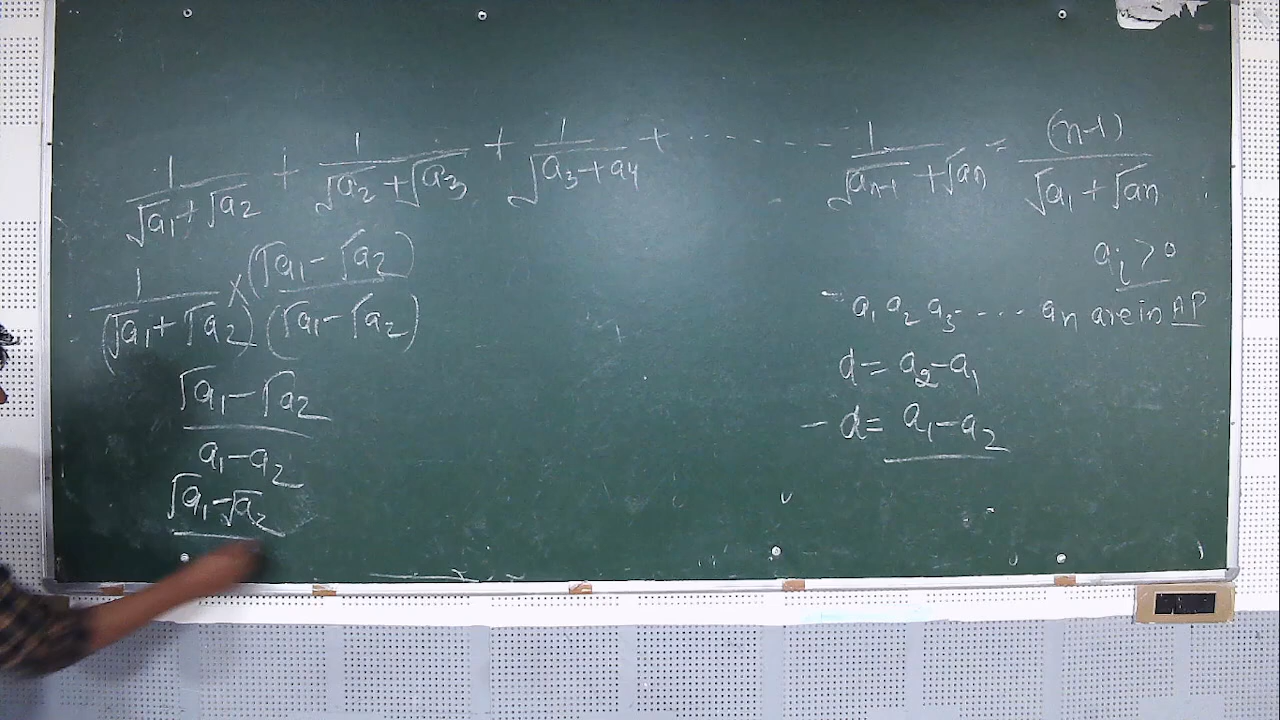 1/(√a₁+√a₂) + 1/(√a₂+√a₃) + 1/√(a₃+a₄) + ........ 1/(√aₙ₋₁+√aₙ) = (n-1)/(√a₁+√aₙ)
aᵢ>0
1/(√a₁+√a₂) × (√a₁-√a₂)/(√a₁-√a₂)
a₁ a₂ a₃ .... aₙ are in AP
(√a₁-√a₂)/(a₁-a₂)
d = a₂-a₁
-d = a₁-a₂
√a₁-√a₂